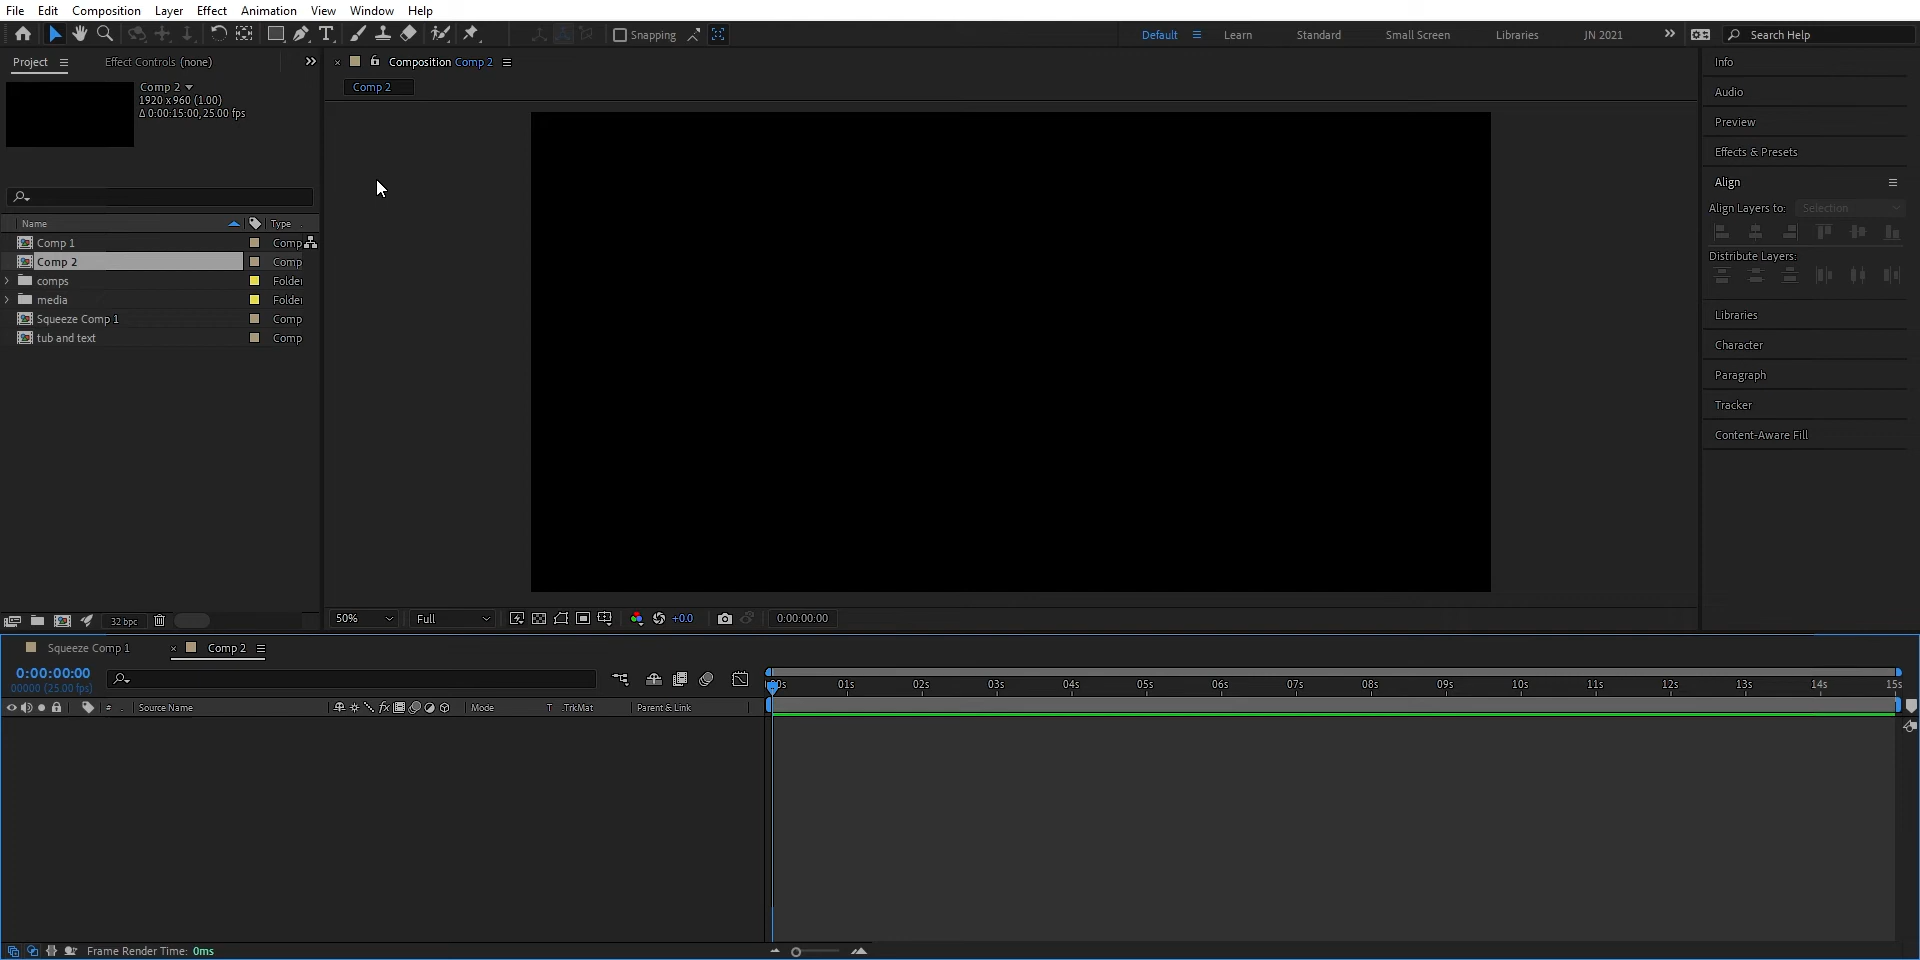 File Edit Composition Layer Effect Animation View Window Help
Snapping
Default Learn Standard Small Screen Libraries JN 2021 Search Help
Project Effect Controls (none)
Composition Comp 2
Comp 2
Comp 2
1920 x 960 (1.00)
Δ 0:00:15:00, 25.00 fps
Name Type
Comp 1 Comp
Comp 2 Comp
comps Folder
media Folder
Squeeze Comp 1 Comp
tub and text Comp
Info
Audio
Preview
Effects & Presets
Align
Align Layers to: Selection
Distribute Layers:
Libraries
Character
Paragraph
Tracker
Content-Aware Fill
32 bpc
50% Full +0.0 0:00:00:00
Squeeze Comp 1 Comp 2
0:00:00:00
00000 (25.00 fps)
01s 02s 03s 04s 05s 06s 07s 08s 09s 10s 11s 12s 13s 14s 15s
# Source Name fx Mode T .TrkMat Parent & Link
Frame Render Time: 0ms